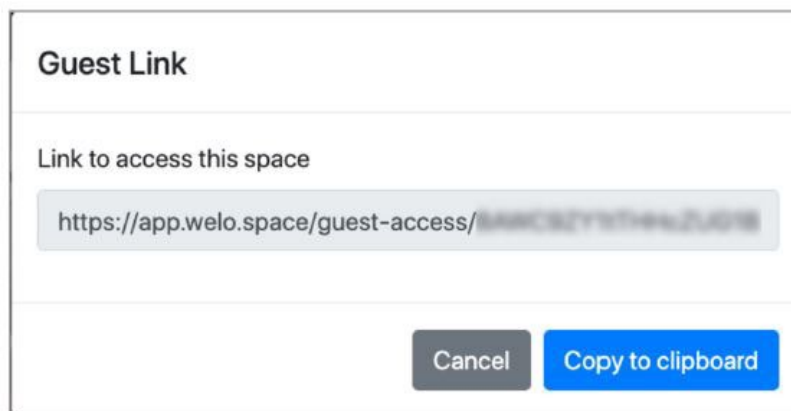 Guest Link
Link to access this space
https://app.welo.space/guest-access/
Cancel
Copy to clipboard